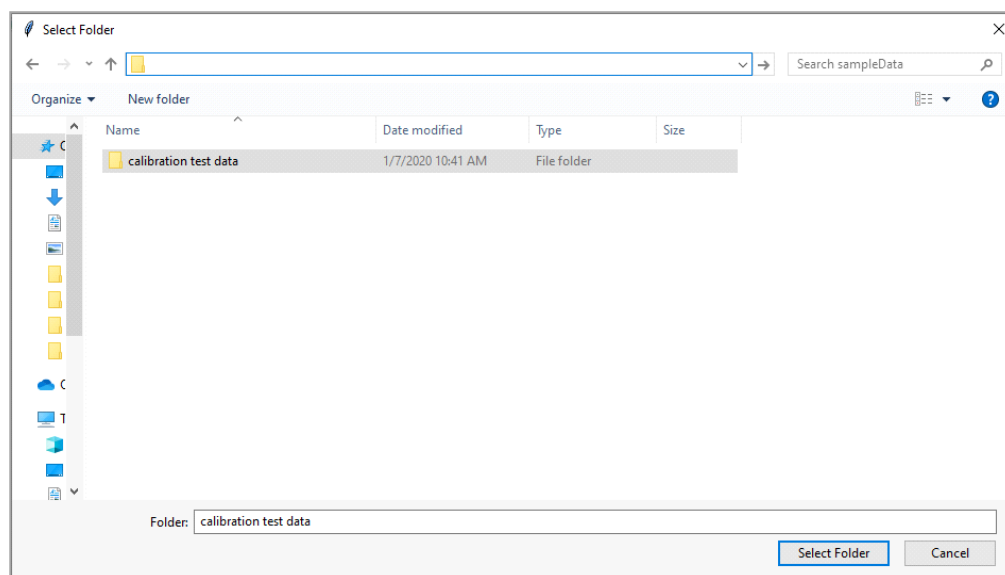 Select Folder
Search sampleData
Organize New folder
Name Date modified Type Size
calibration test data 1/7/2020 10:41 AM File folder
Folder: calibration test data
Select Folder Cancel